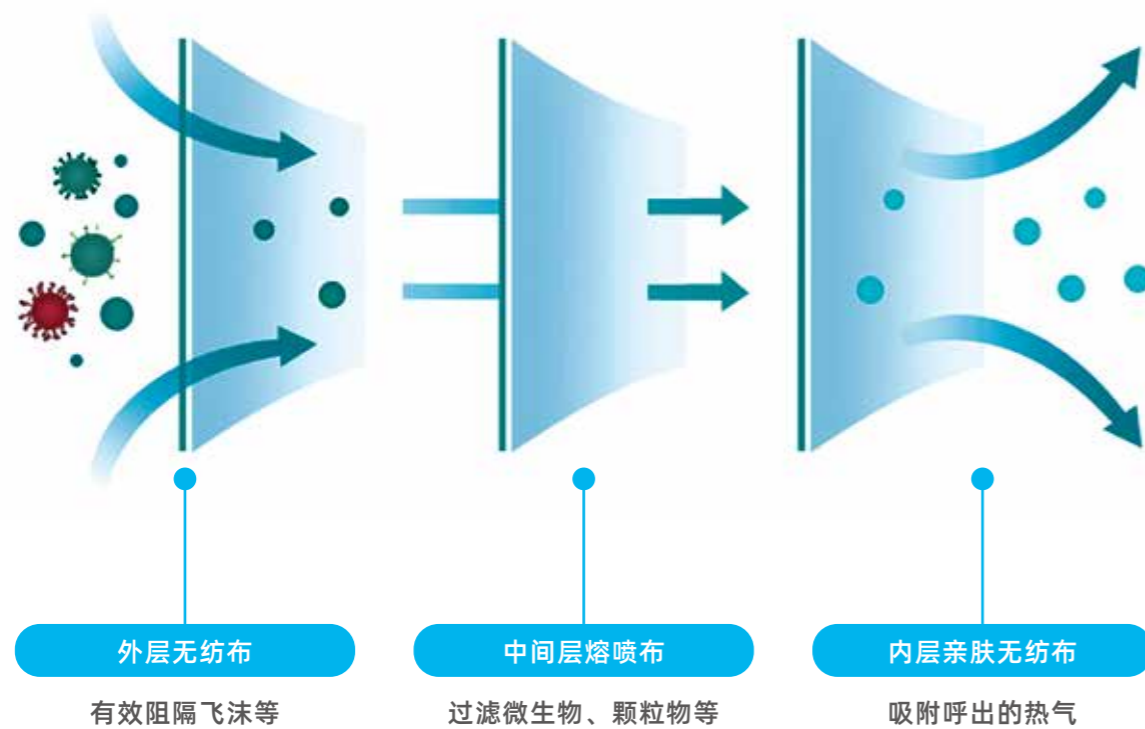 外层无纺布
中间层熔喷布
内层亲肤无纺布
有效阻隔飞沫等
过滤微生物、颗粒物等
吸附呼出的热气